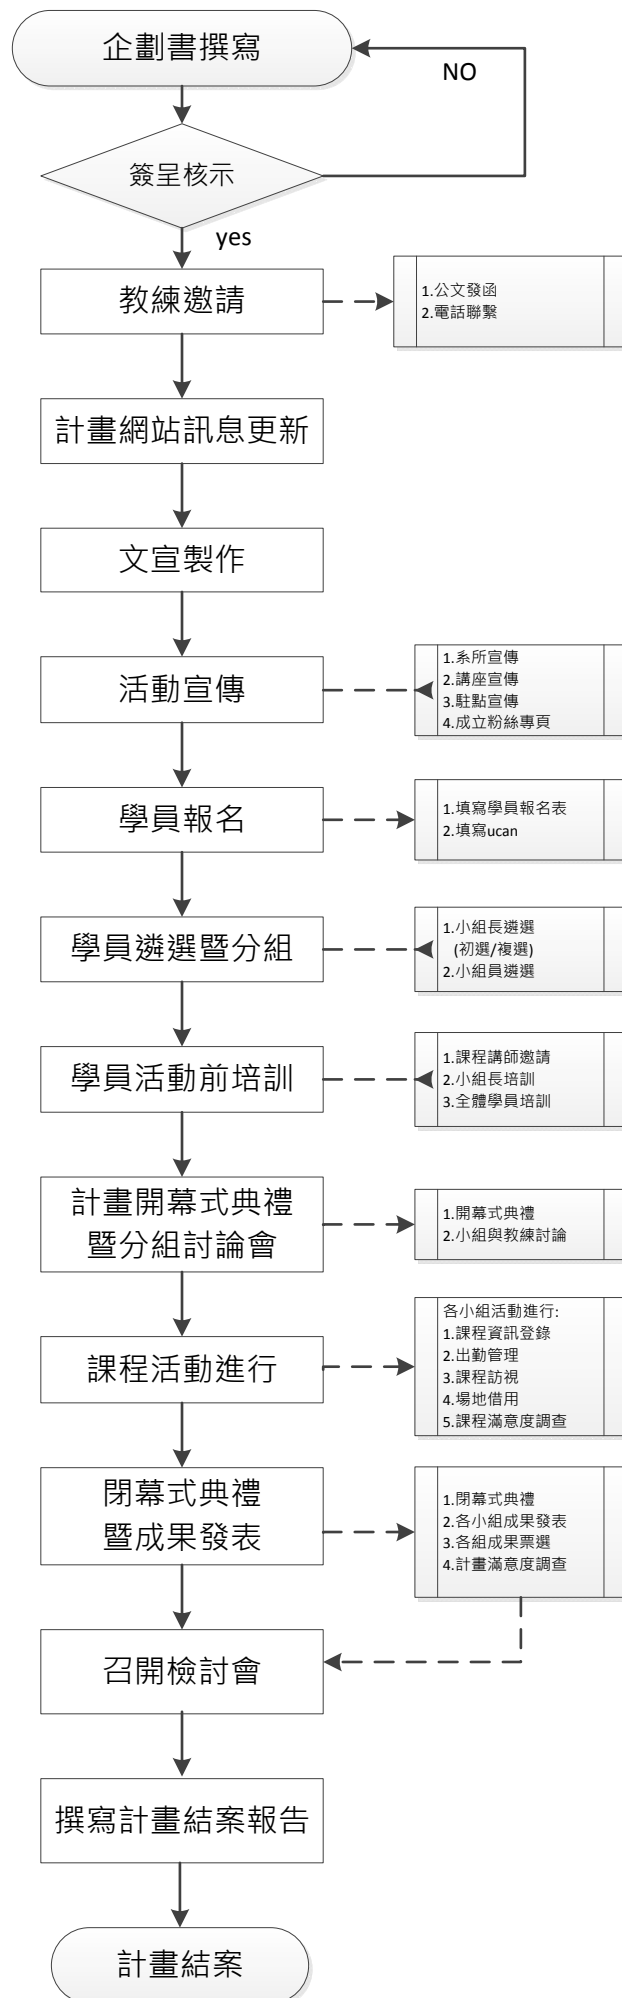 企劃書撰寫
NO
簽呈核示
yes
教練邀請
1.公文發函
2.電話聯繫
計畫網站訊息更新
文宣製作
活動宣傳
1.系所宣傳
2.講座宣傳
3.駐點宣傳
4.成立粉絲專頁
學員報名
1.填寫學員報名表
2.填寫ucan
學員遴選暨分組
1.小組長遴選
(初選/複選)
2.小組員遴選
學員活動前培訓
1.課程講師邀請
2.小組長培訓
3.全體學員培訓
計畫開幕式典禮
暨分組討論會
1.開幕式典禮
2.小組與教練討論
課程活動進行
各小組活動進行:
1.課程資訊登錄
2.出勤管理
3.課程訪視
4.場地借用
5.課程滿意度調查
閉幕式典禮
暨成果發表
1.閉幕式典禮
2.各小組成果發表
3.各組成果票選
4.計畫滿意度調查
召開檢討會
撰寫計畫結案報告
計畫結案